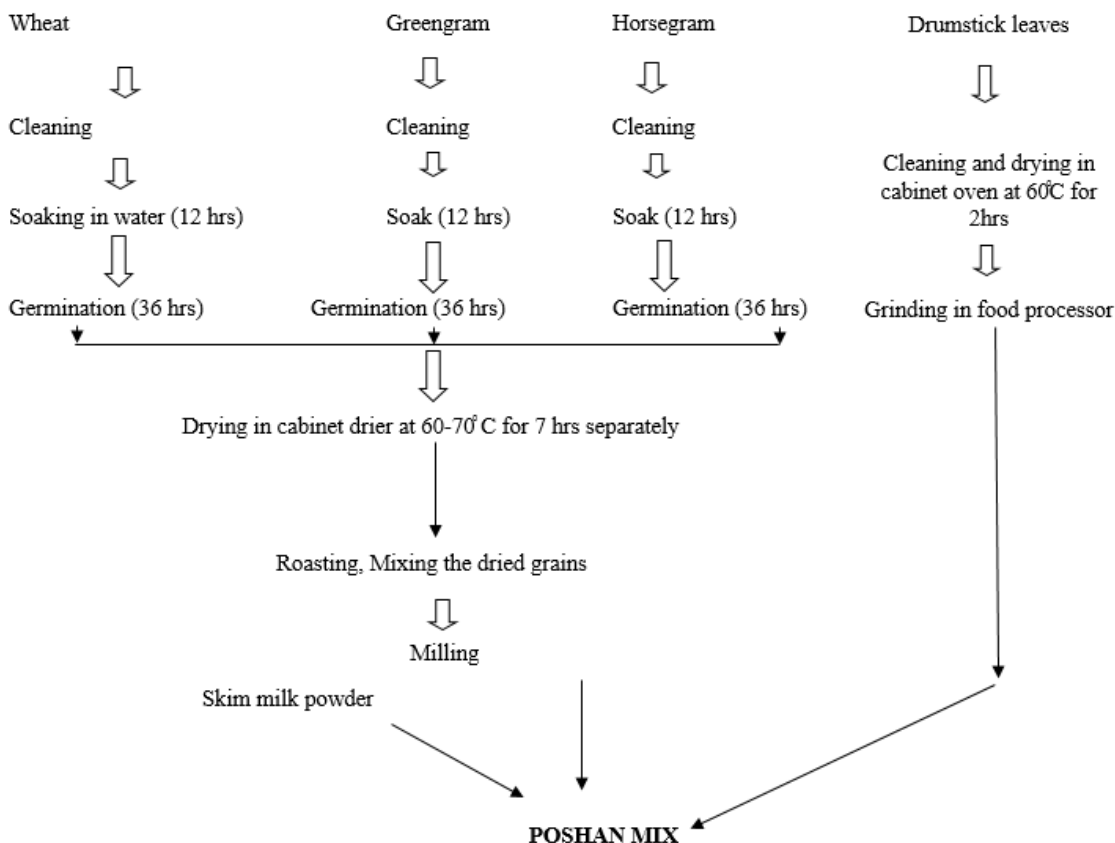 Wheat
Greengram
Horsegram
Drumstick leaves
Cleaning
Cleaning
Cleaning
Cleaning and drying in
cabinet oven at 60⁰C for
2hrs
Soaking in water (12 hrs)
Soak (12 hrs)
Soak (12 hrs)
Germination (36 hrs)
Germination (36 hrs)
Germination (36 hrs)
Grinding in food processor
Drying in cabinet drier at 60-70⁰ C for 7 hrs separately
Roasting, Mixing the dried grains
Milling
Skim milk powder
POSHAN MIX